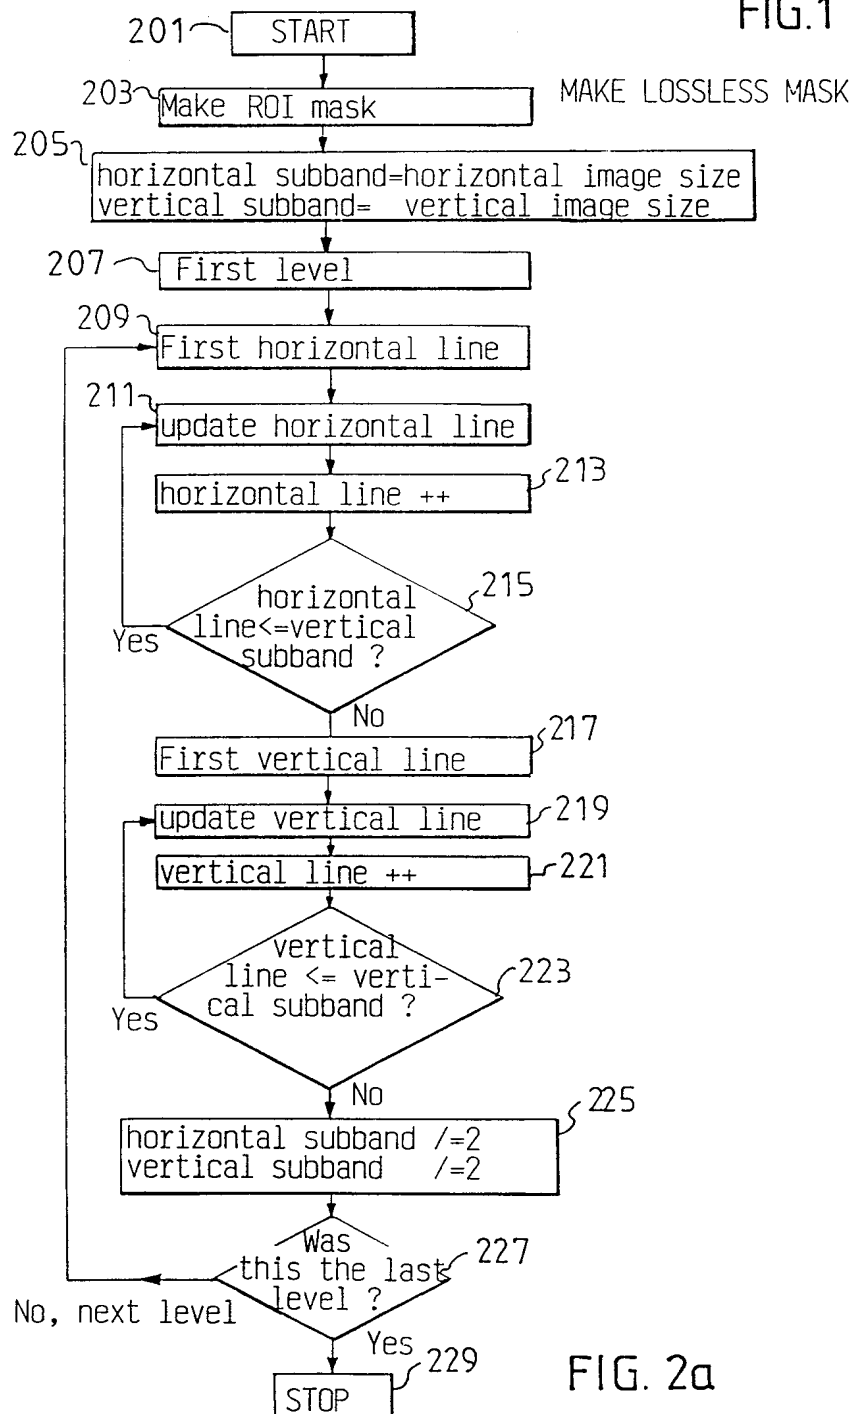 FIG.1
201 START
203 Make ROI mask MAKE LOSSLESS MASK
205
horizontal subband=horizontal image size
vertical subband= vertical image size
207 First level
209
First horizontal line
211
update horizontal line
horizontal line ++ 213
215
horizontal
line<=vertical
subband ?
Yes
No
217
First vertical line
update vertical line 219
vertical line ++ 221
vertical
line <= verti-
cal subband ?
223
Yes
No
225
horizontal subband /=2
vertical subband /=2
Was
this the last
level ?
227
No, next level
Yes
229
STOP
FIG. 2a